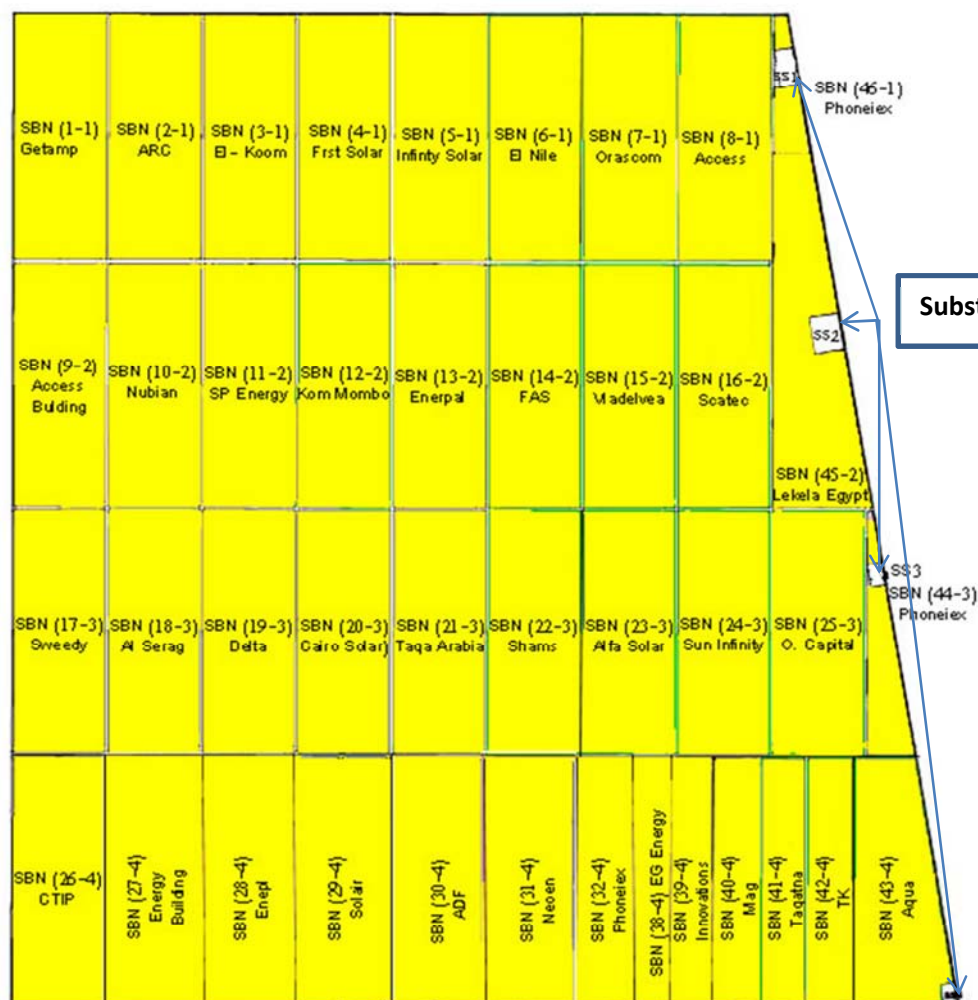 SS1
SBN (46-1)
Phoneiex
SBN (1-1)
Getamp
SBN (2-1)
ARC
SBN (3-1)
El - Koom
SBN (4-1)
Frst Solar
SBN (5-1)
Infinty Solar
SBN (6-1)
El Nile
SBN (7-1)
Orascom
SBN (8-1)
Access
Subst
SS2
SBN (9-2)
Access
Bulding
SBN (10-2)
Nubian
SBN (11-2)
SP Energy
SBN (12-2)
Kom Mombo
SBN (13-2)
Enerpal
SBN (14-2)
FAS
SBN (15-2)
Madelvea
SBN (16-2)
Scatec
SBN (45-2)
Lekela Egypt
SS3
SBN (44-3)
Phoneiex
SBN (17-3)
Sweedy
SBN (18-3)
Al Serag
SBN (19-3)
Delta
SBN (20-3)
Cairo Solar)
SBN (21-3)
Taqa Arabia
SBN (22-3)
Shams
SBN (23-3)
Alfa Solar
SBN (24-3)
Sun Infinity
SBN (25-3)
O. Capital
SBN (26-4)
CTIP
SBN (27-4)
Energy
Building
SBN (28-4)
Enepl
SBN (29-4)
Solair
SBN (30-4)
ADF
SBN (31-4)
Neoen
SBN (32-4)
Phoneiex
SBN (38-4) EG Energy
SBN (39-4)
Innovations
SBN (40-4)
Mag
SBN (41-4)
Taqatna
SBN (42-4)
TK
SBN (43-4)
Aqua